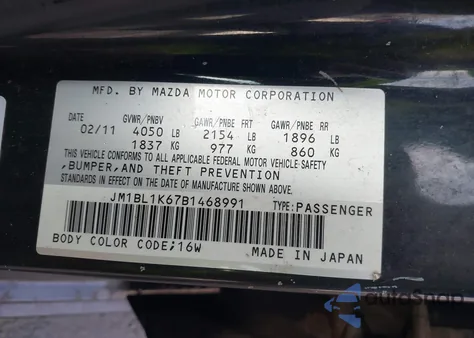 MFD. BY MAZDA MOTOR CORPORATION
DATE GVWR/PNBV GAWR/PNBE FRT GAWR/PNBE RR
02/11 4050 LB 2154 LB 1896 LB
1837 KG 977 KG 860 KG
THIS VEHICLE CONFORMS TO ALL APPLICABLE FEDERAL MOTOR VEHICLE SAFETY
,BUMPER,AND THEFT PREVENTION
STANDARDS IN EFFECT ON THE DATE OF MANUFACTURE SHOWN ABOVE.
JM1BL1K67B1468991 TYPE:PASSENGER
BODY COLOR CODE;16W MADE IN JAPAN
autoSnap